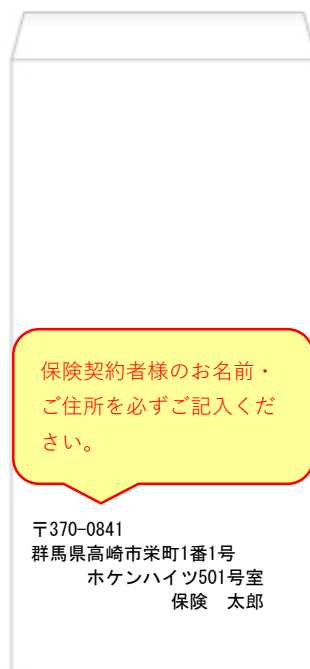 保険契約者様のお名前・
ご住所を必ずご記入くだ
さい。
〒370-0841
群馬県高崎市栄町1番1号
ホケンハイツ501号室
保険　太郎